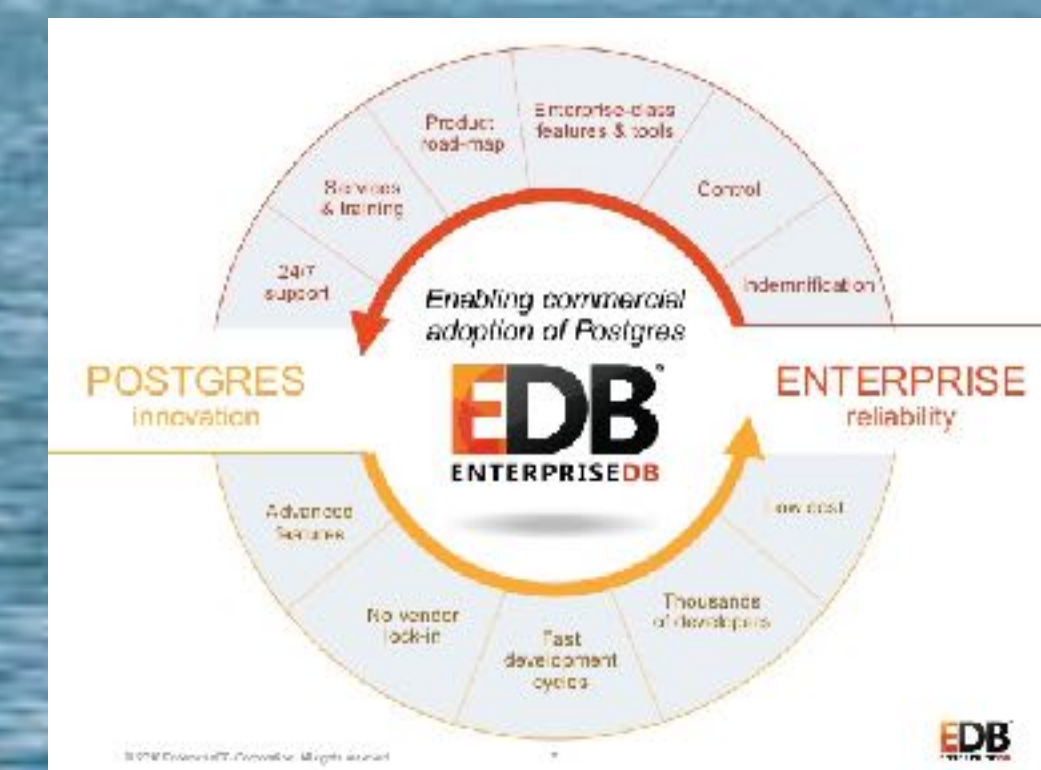 Product
road-map
Enterprise-class
features & tools
Services
& training
Control
24/7
support
Indemnification
Enabling commercial
adoption of Postgres
POSTGRES
innovation
EDB
ENTERPRISEDB
ENTERPRISE
reliability
Advanced
features
Low cost
No vendor
lock-in
Thousands
of developers
Fast
development
cycles
EDB